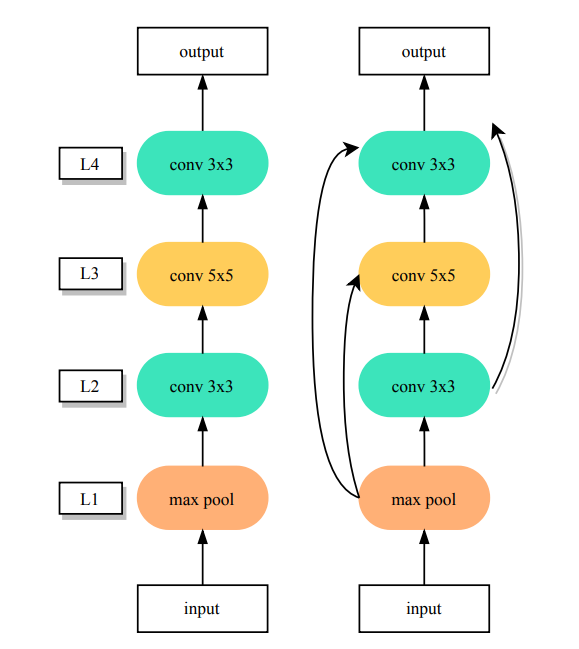 output
output
L4
conv 3x3
conv 3x3
L3
conv 5x5
conv 5x5
L2
conv 3x3
conv 3x3
L1
max pool
max pool
input
input